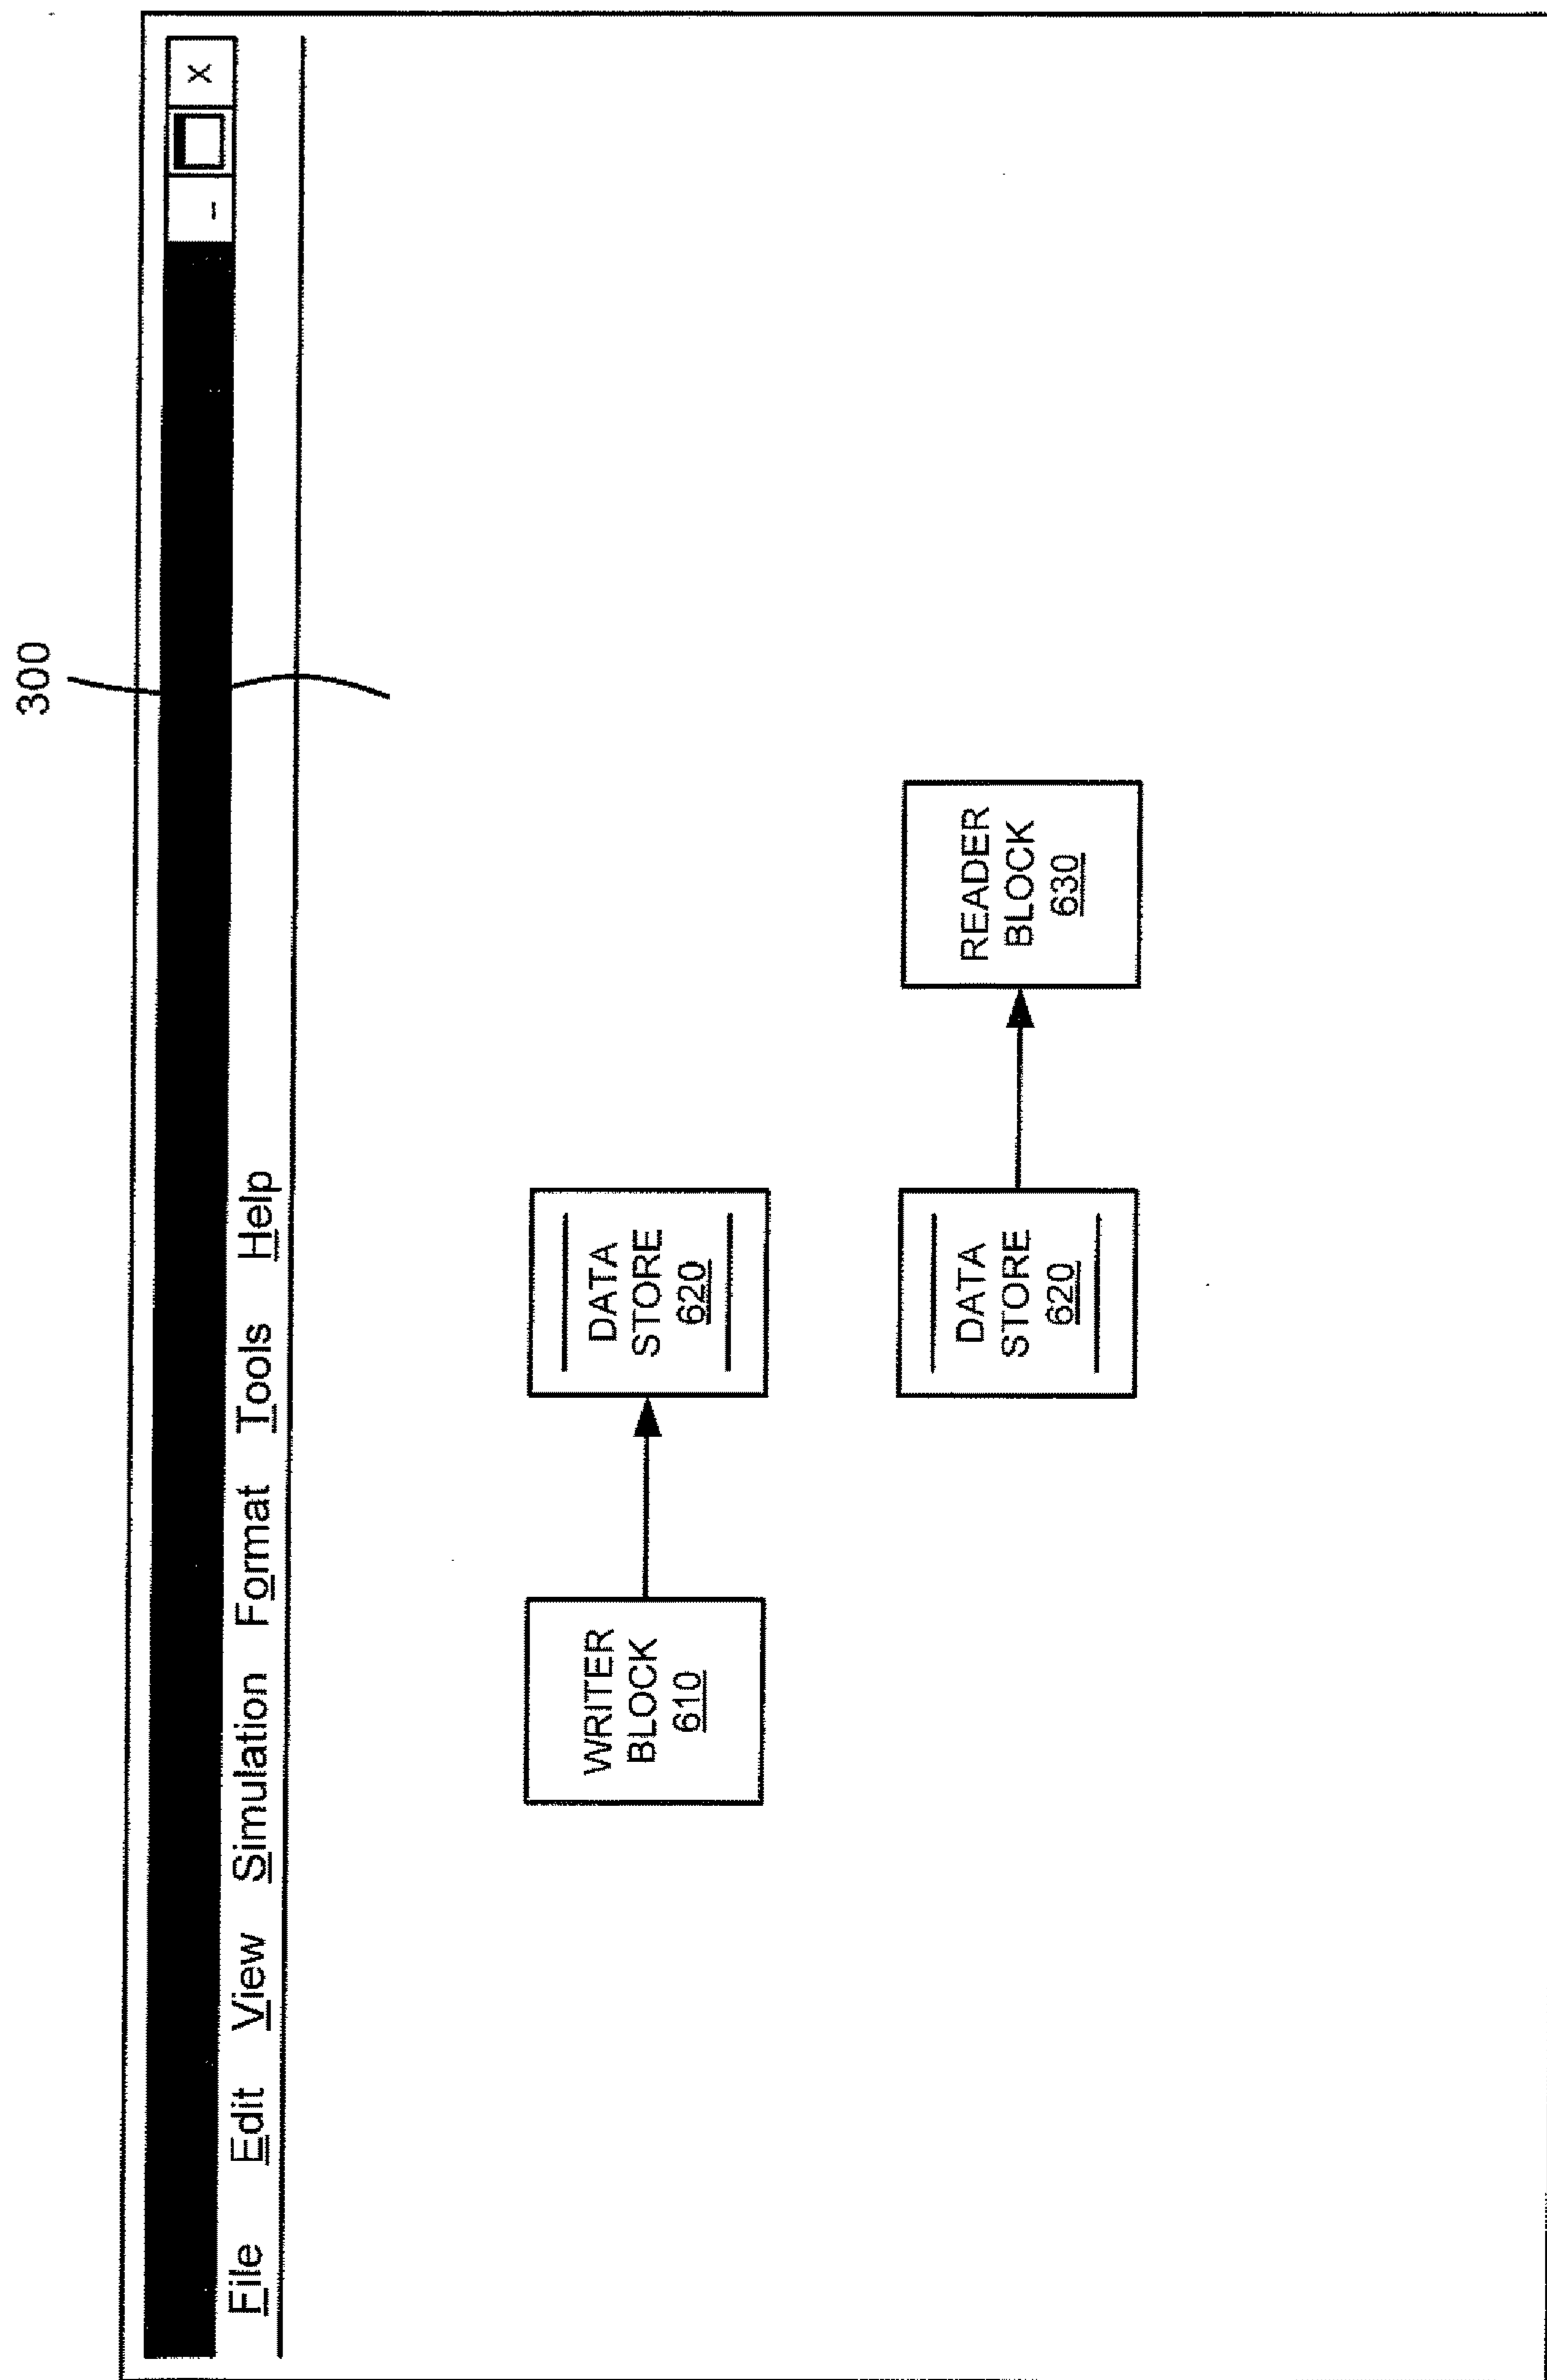 300
- X
File Edit View Simulation Format Tools Help
WRITER
BLOCK
610
DATA
STORE
620
DATA
STORE
620
READER
BLOCK
630